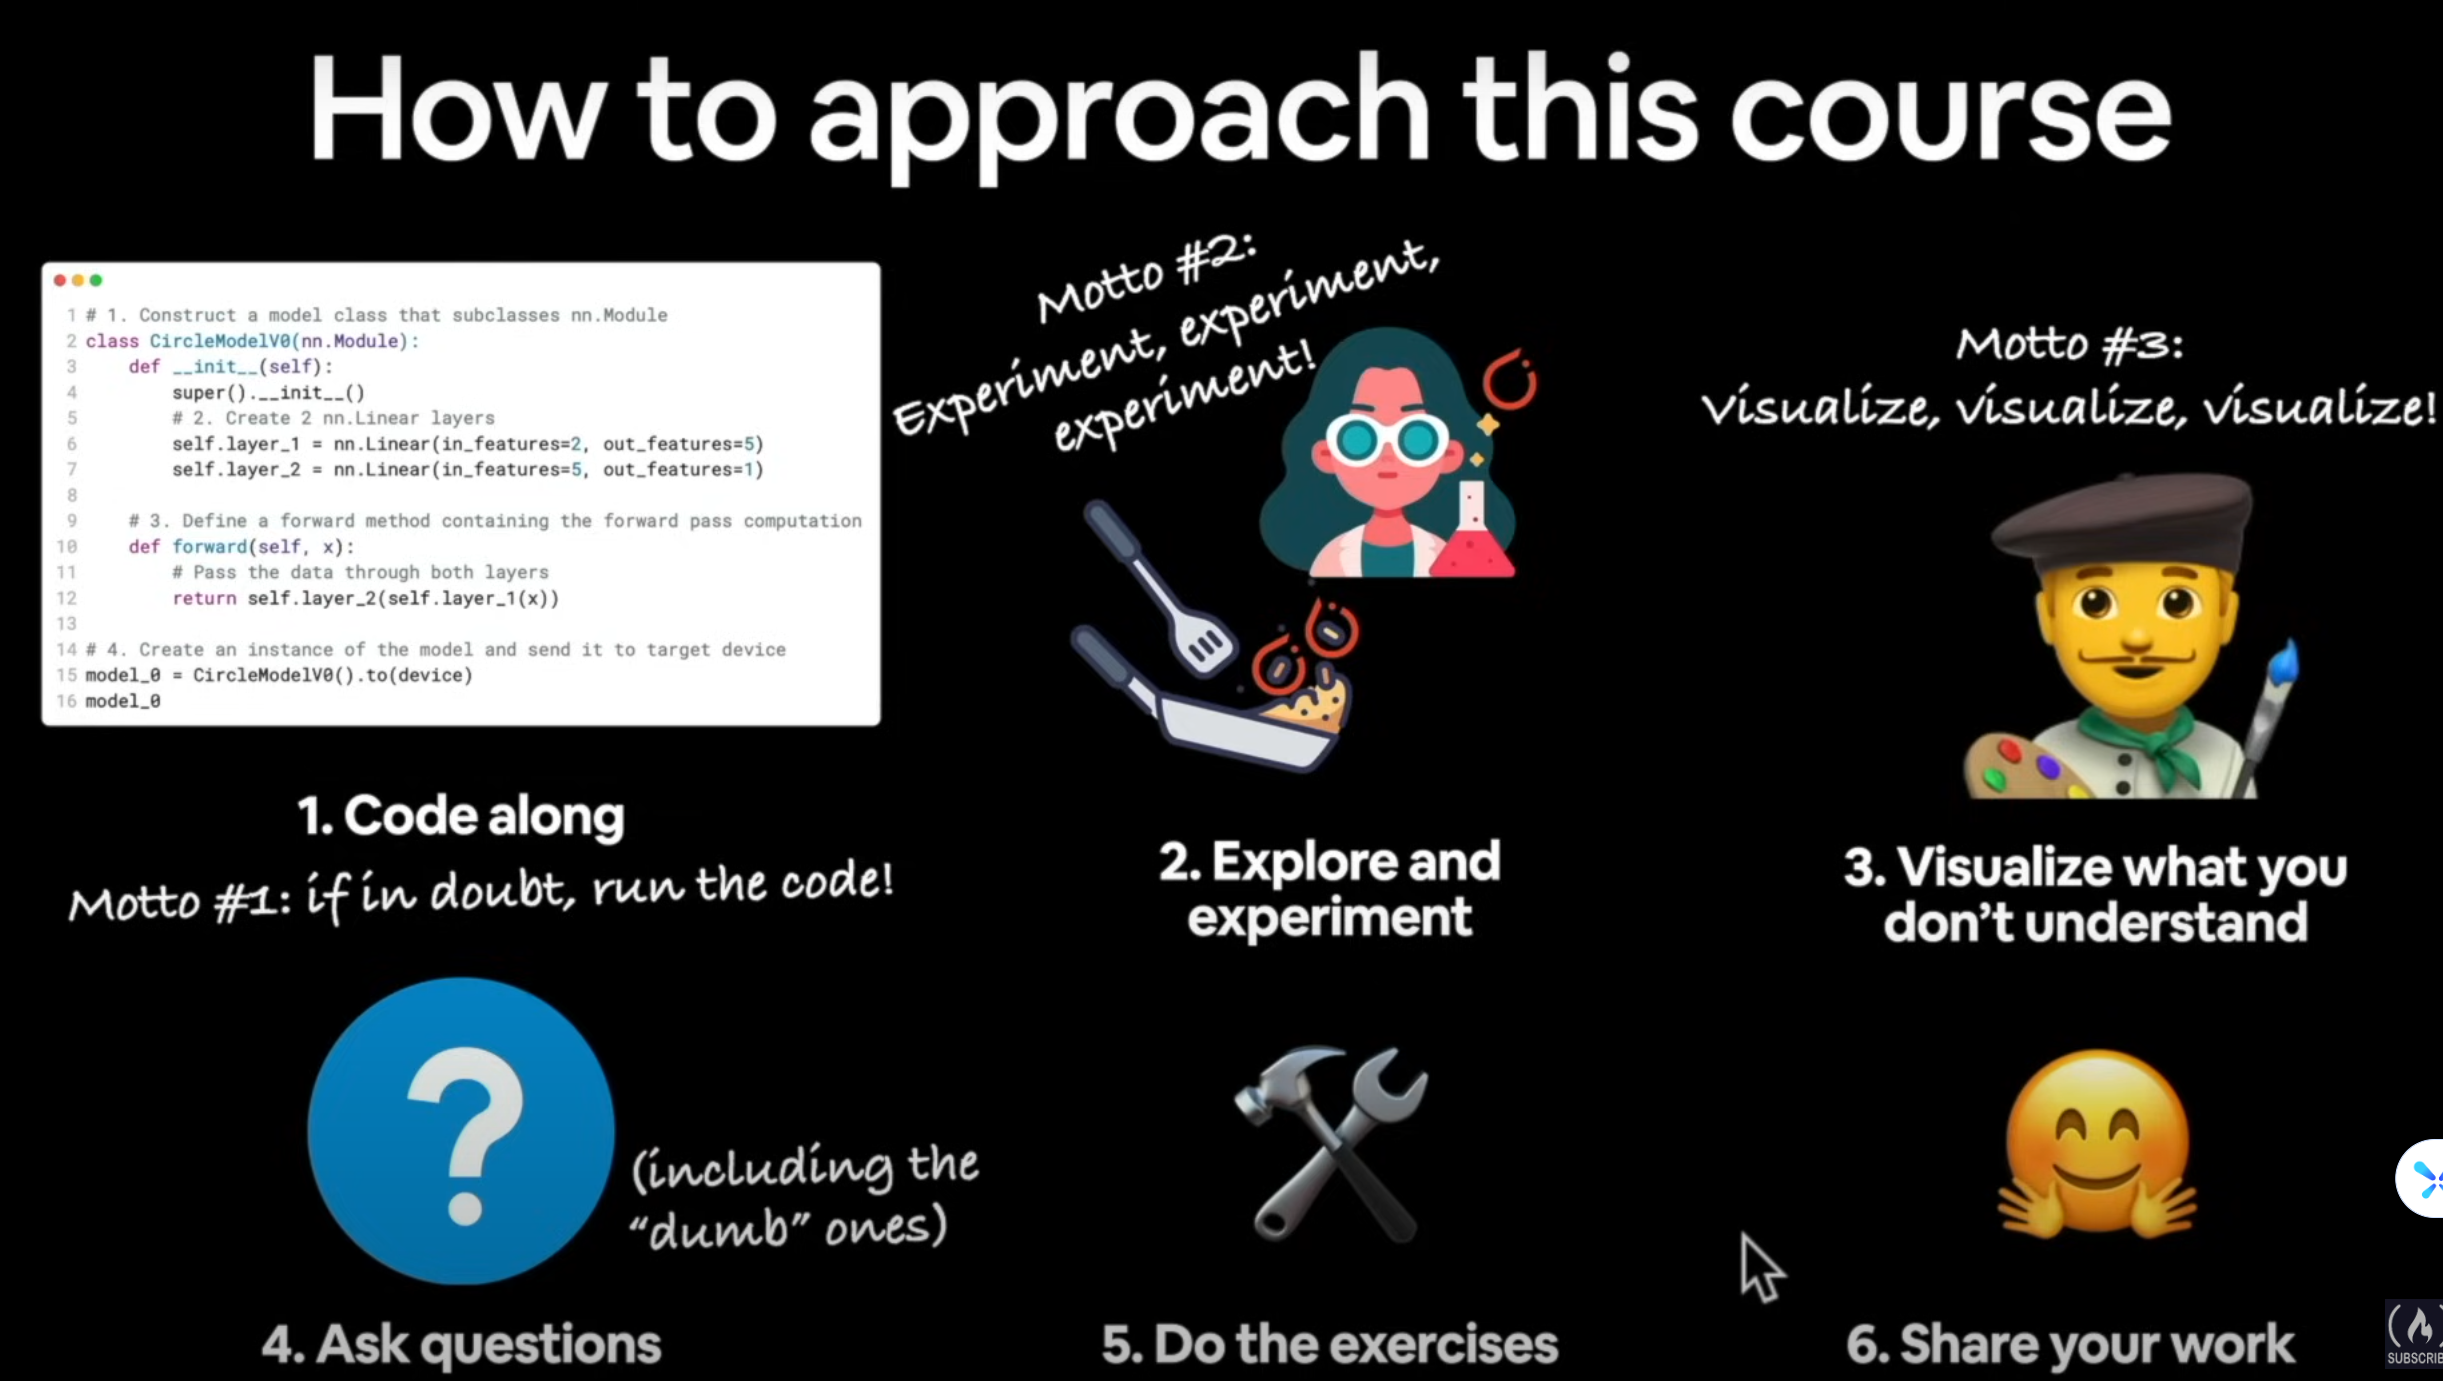 How to approach this course
1 # 1. Construct a model class that subclasses nn.Module
2 class CircleModelV0(nn.Module):
3     def __init__(self):
4         super().__init__()
5         # 2. Create 2 nn.Linear layers
6         self.layer_1 = nn.Linear(in_features=2, out_features=5)
7         self.layer_2 = nn.Linear(in_features=5, out_features=1)
8
9     # 3. Define a forward method containing the forward pass computation
10     def forward(self, x):
11         # Pass the data through both layers
12         return self.layer_2(self.layer_1(x))
13
14 # 4. Create an instance of the model and send it to target device
15 model_0 = CircleModelV0().to(device)
16 model_0
1. Code along
Motto #1: if in doubt, run the code!
Motto #2:
Experiment, experiment,
experiment!
2. Explore and
experiment
Motto #3:
Visualize, visualize, visualize!
3. Visualize what you
don’t understand
(including the
“dumb” ones)
4. Ask questions
5. Do the exercises
6. Share your work
SUBSCRIB